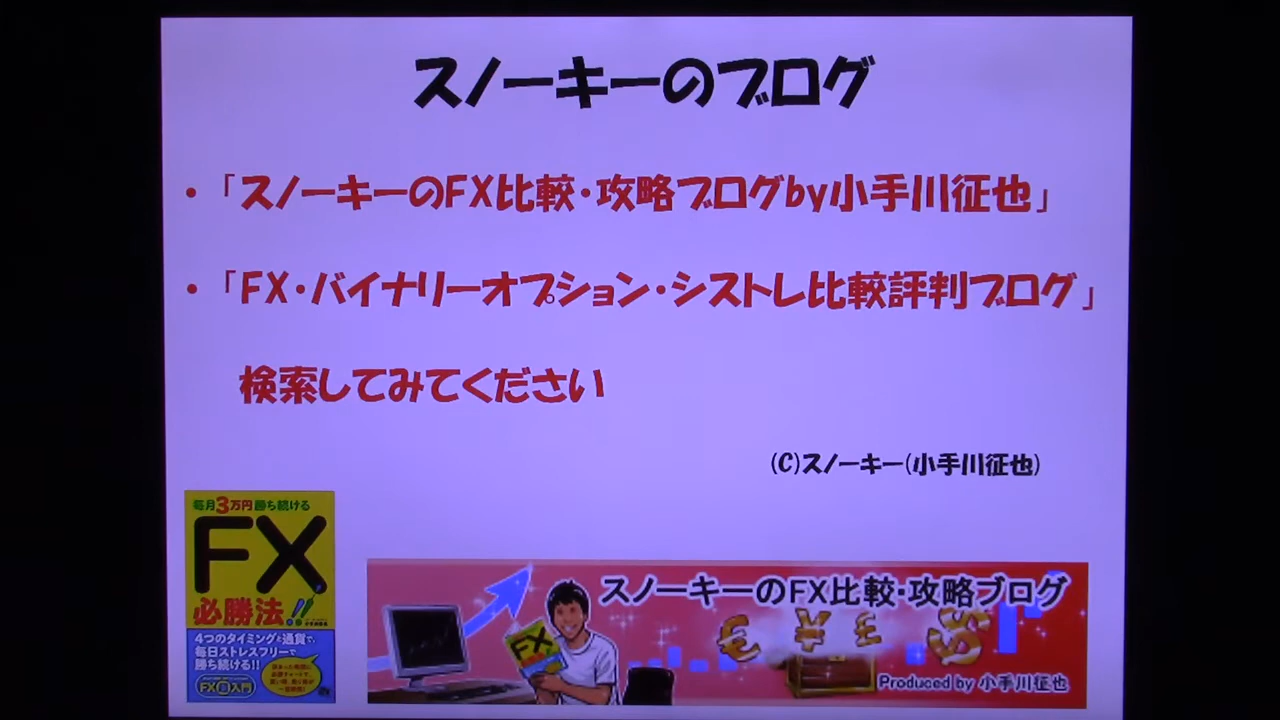 スノーキーのブログ
・「スノーキーのFX比較・攻略ブログby小手川征也」
・「FX・バイナリーオプション・シストレ比較評判ブログ」
検索してみてください
(C)スノーキー(小手川征也)
毎月3万円勝ち続ける
FX
必勝法!!
4つのタイミングと通貨で、
毎日ストレスフリーで
勝ち続ける!!
FX超入門
スノーキーのFX比較・攻略ブログ
FX
Produced by 小手川征也